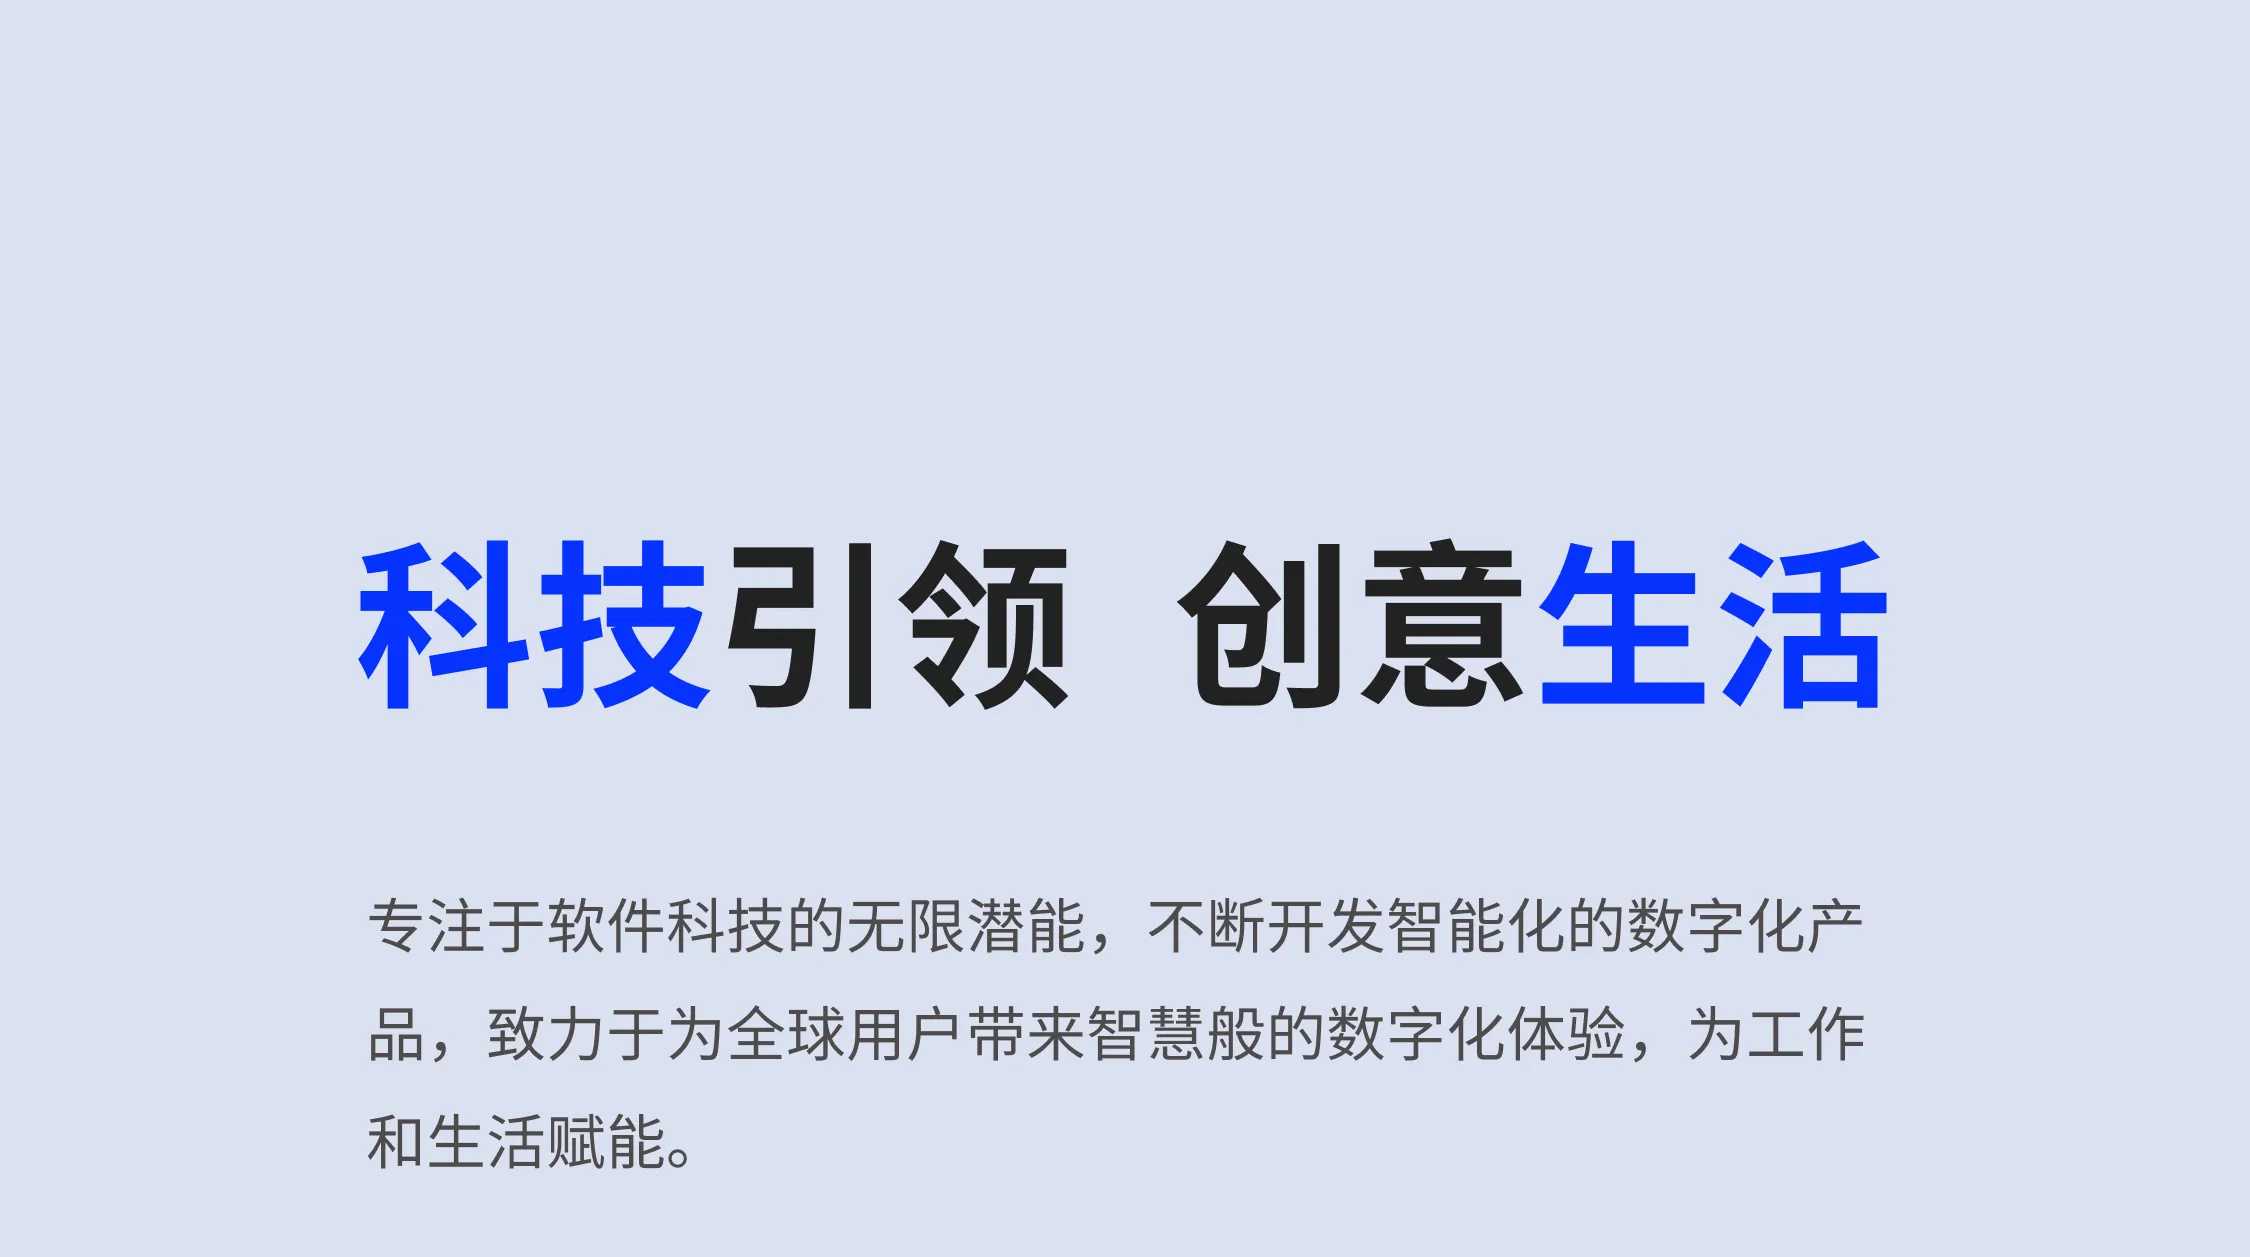 科技引领 创意生活
专注于软件科技的无限潜能，不断开发智能化的数字化产
品，致力于为全球用户带来智慧般的数字化体验，为工作
和生活赋能。